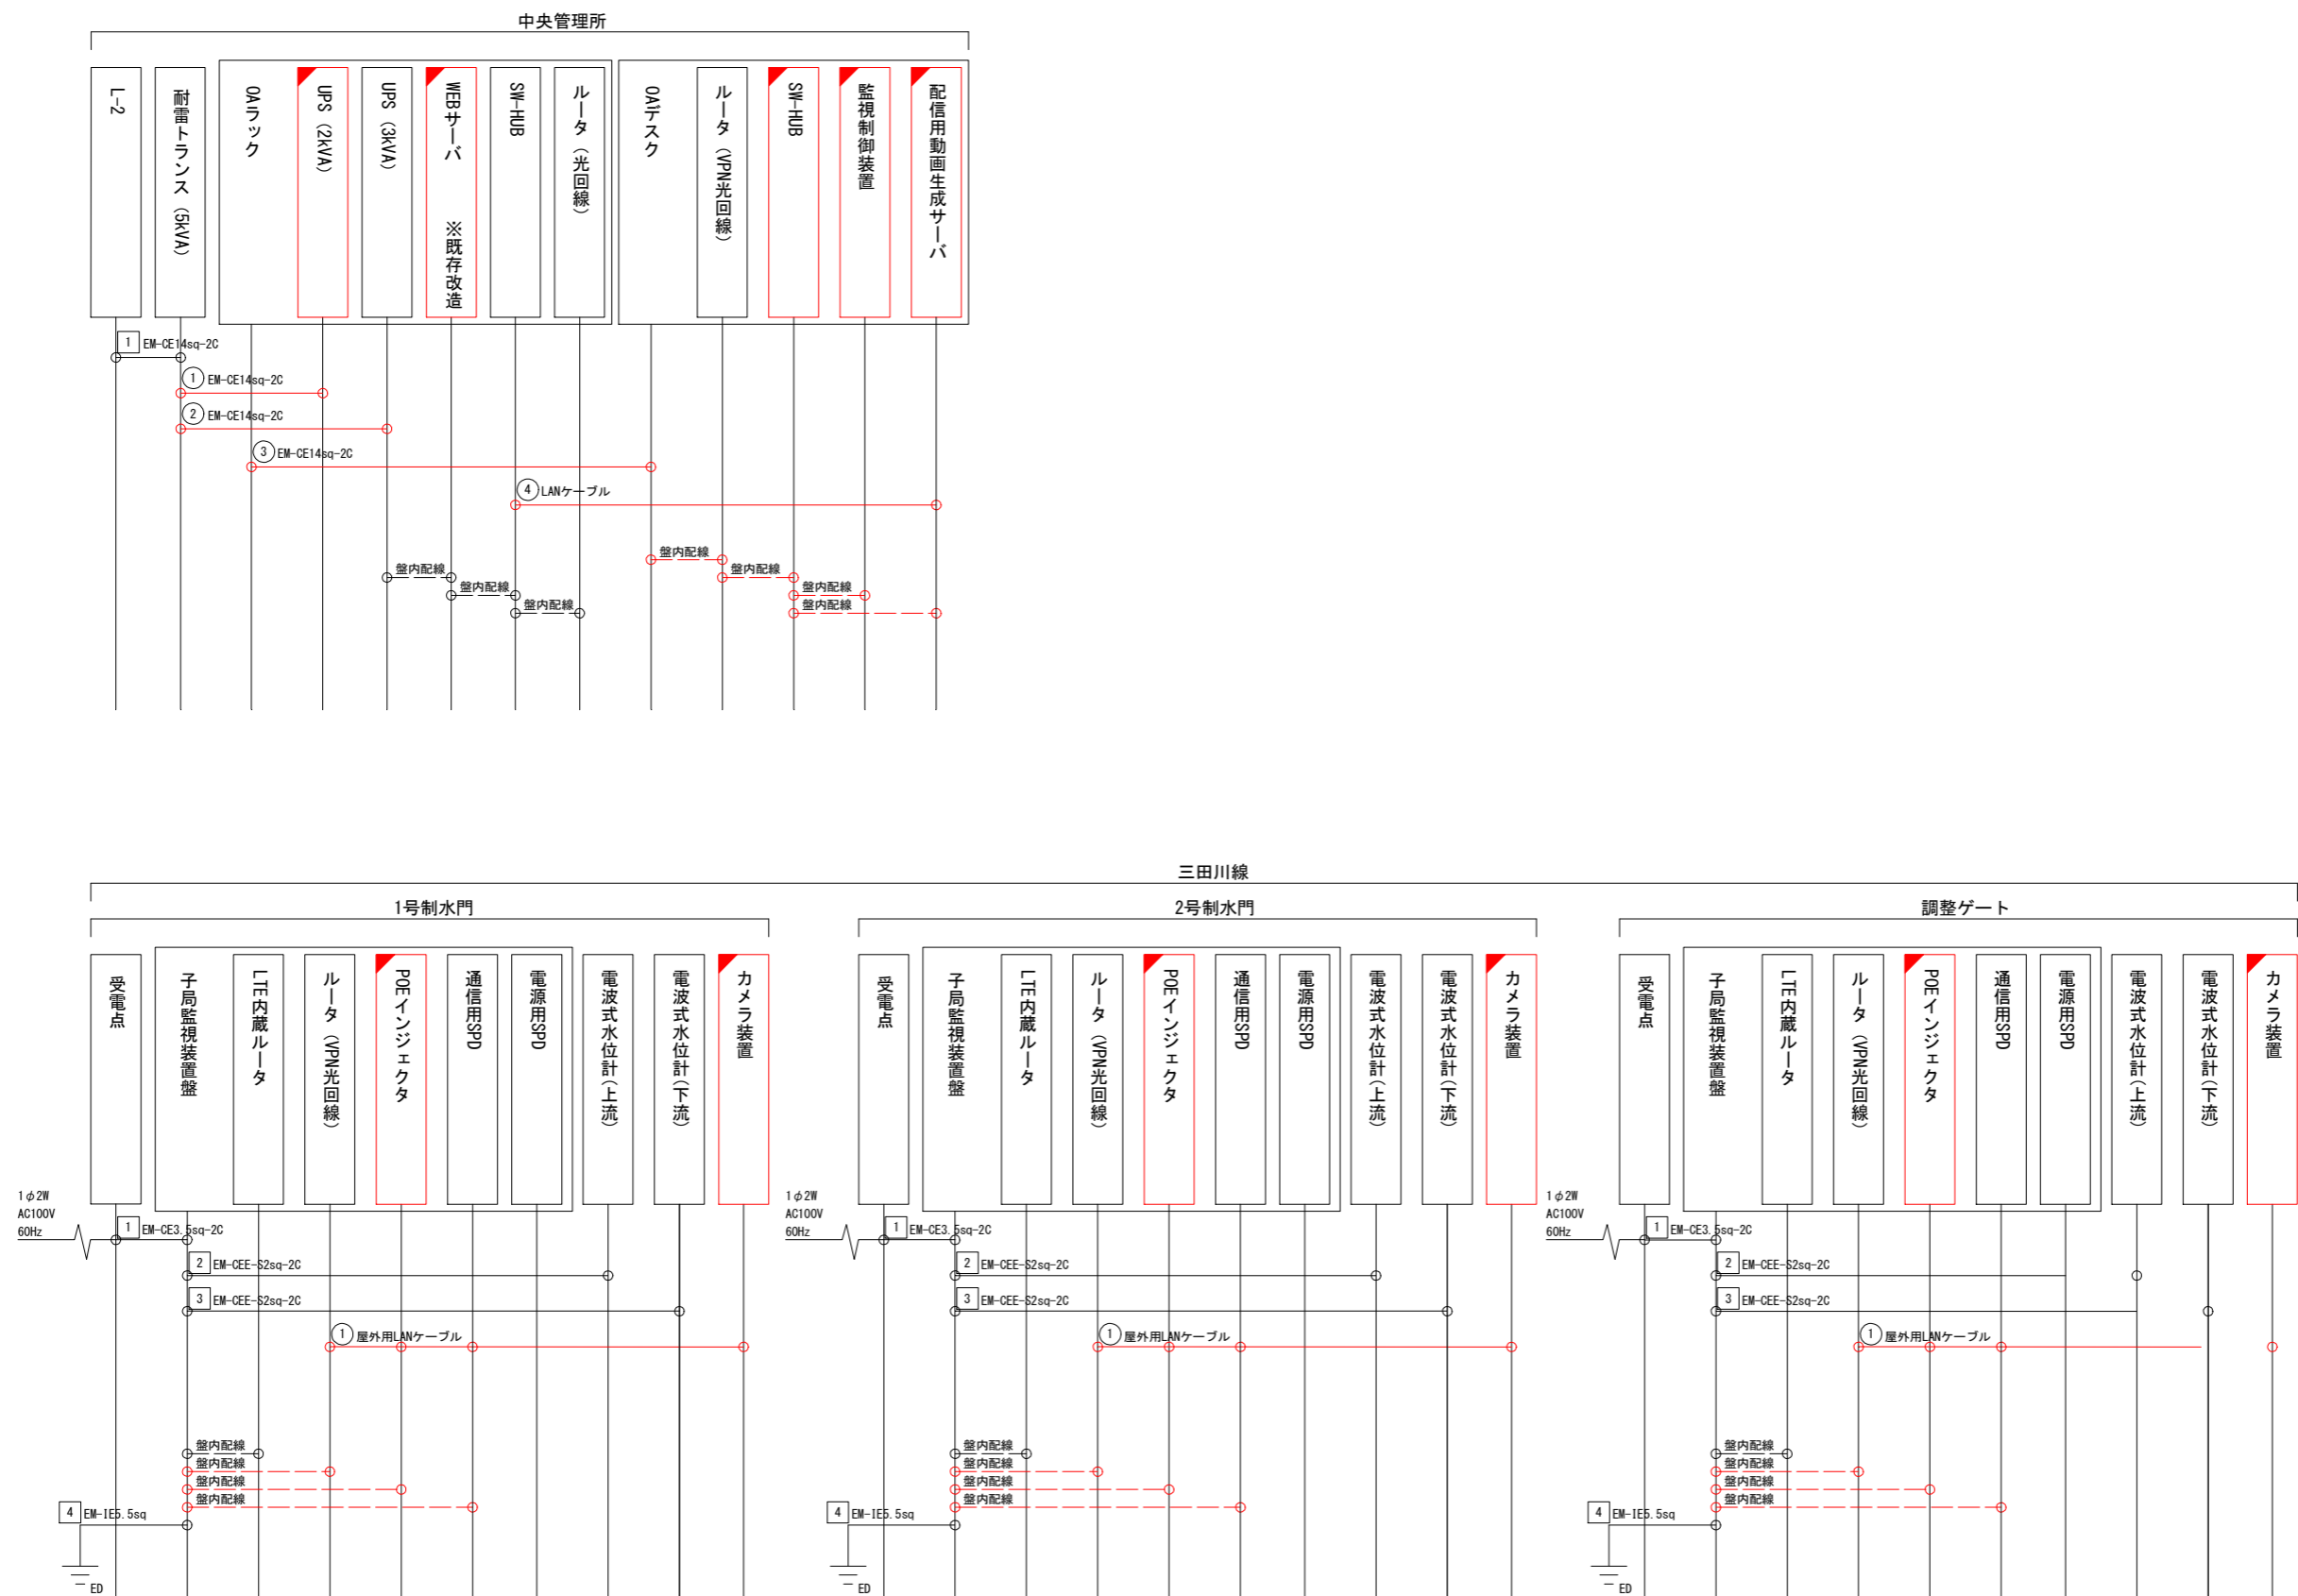 中央管理所
L-2
耐雷トランス（5kVA）
OAラック
UPS（2kVA）
UPS（3kVA）
WEBサーバ　※既存改造
SW-HUB
ルータ（光回線）
OAデスク
ルータ（VPN光回線）
SW-HUB
監視制御装置
配信用動画生成サーバ
1 EM-CE14sq-2C
1 EM-CE14sq-2C
2 EM-CE14sq-2C
3 EM-CE14sq-2C
4 LANケーブル
盤内配線
盤内配線 盤内配線
盤内配線 盤内配線
盤内配線 盤内配線
三田川線
1号制水門
受電点
子局監視装置盤
LTE内蔵ルータ
ルータ（VPN光回線）
POEインジェクタ
通信用SPD
電源用SPD
電波式水位計(上流)
電波式水位計(下流)
カメラ装置
1φ2W
AC100V
60Hz
1 EM-CE3.5sq-2C
2 EM-CEE-S2sq-2C
3 EM-CEE-S2sq-2C
1 屋外用LANケーブル
盤内配線
盤内配線
盤内配線
盤内配線
4 EM-IE5.5sq
ED
2号制水門
受電点
子局監視装置盤
LTE内蔵ルータ
ルータ（VPN光回線）
POEインジェクタ
通信用SPD
電源用SPD
電波式水位計(上流)
電波式水位計(下流)
カメラ装置
1φ2W
AC100V
60Hz
1 EM-CE3.5sq-2C
2 EM-CEE-S2sq-2C
3 EM-CEE-S2sq-2C
1 屋外用LANケーブル
盤内配線
盤内配線
盤内配線
盤内配線
4 EM-IE5.5sq
ED
調整ゲート
受電点
子局監視装置盤
LTE内蔵ルータ
ルータ（VPN光回線）
POEインジェクタ
通信用SPD
電源用SPD
電波式水位計(上流)
電波式水位計(下流)
カメラ装置
1φ2W
AC100V
60Hz
1 EM-CE3.5sq-2C
2 EM-CEE-S2sq-2C
3 EM-CEE-S2sq-2C
1 屋外用LANケーブル
盤内配線
盤内配線
盤内配線
盤内配線
4 EM-IE5.5sq
ED